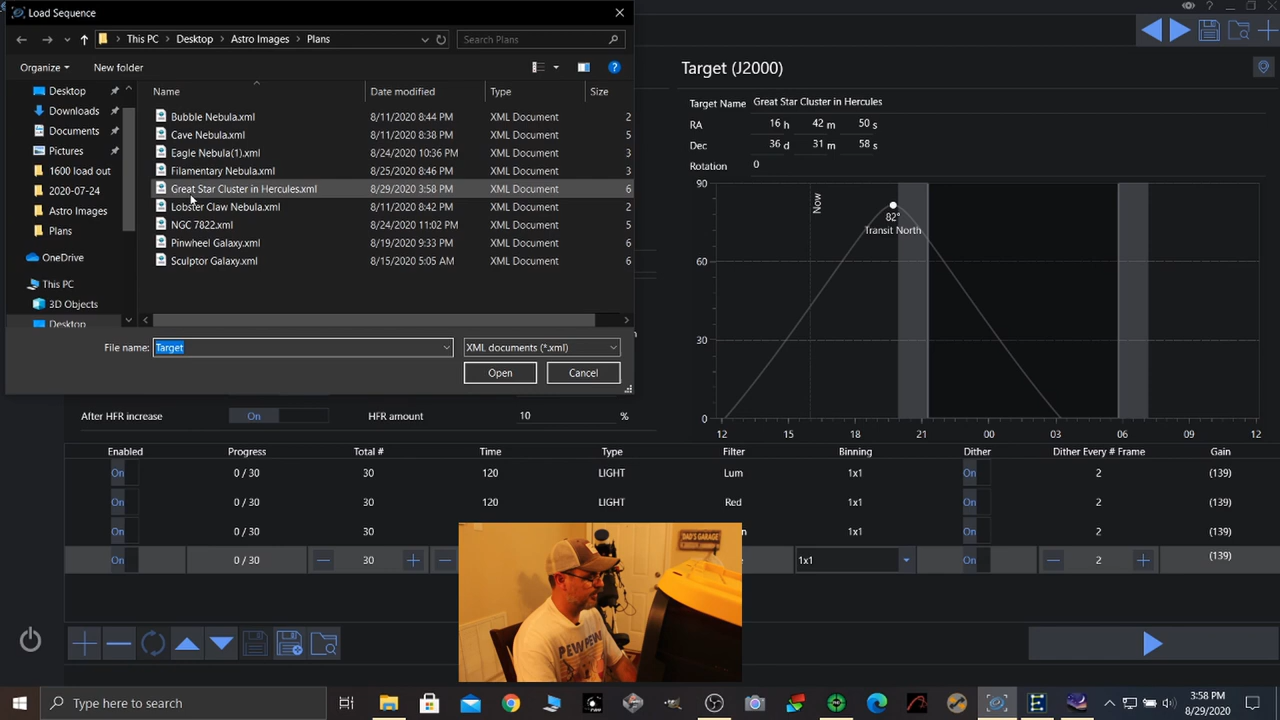 Load Sequence
This PC > Desktop > Astro Images > Plans
Search Plans
Organize
New folder
Name Date modified Type Size
Desktop
Downloads
Documents
Pictures
1600 load out
2020-07-24
Astro Images
Plans
OneDrive
This PC
3D Objects
Desktop
Bubble Nebula.xml 8/11/2020 8:44 PM XML Document 2
Cave Nebula.xml 8/11/2020 8:38 PM XML Document 5
Eagle Nebula(1).xml 8/24/2020 10:36 PM XML Document 3
Filamentary Nebula.xml 8/25/2020 8:46 PM XML Document 3
Great Star Cluster in Hercules.xml 8/29/2020 3:58 PM XML Document 6
Lobster Claw Nebula.xml 8/11/2020 8:42 PM XML Document 2
NGC 7822.xml 8/24/2020 11:02 PM XML Document 5
Pinwheel Galaxy.xml 8/19/2020 9:33 PM XML Document 6
Sculptor Galaxy.xml 8/15/2020 5:05 AM XML Document 6
File name: Target XML documents (*.xml)
Open Cancel
Target (J2000)
Target Name Great Star Cluster in Hercules
RA 16 h 42 m 50 s
Dec 36 d 31 m 58 s
Rotation 0
90
60
30
0
Now
82°
Transit North
12 15 18 21 00 03 06 09 12
After HFR increase On HFR amount 10 %
Enabled Progress Total # Time Type Filter Binning Dither Dither Every # Frame Gain
On 0 / 30 30 120 LIGHT Lum 1x1 On 2 (139)
On 0 / 30 30 120 LIGHT Red 1x1 On 2 (139)
On 0 / 30 30 1x1 On 2 (139)
On 0 / 30 30 1x1 On 2 (139)
DAD'S GARAGE
PEW PEW
Type here to search
3:58 PM
8/29/2020